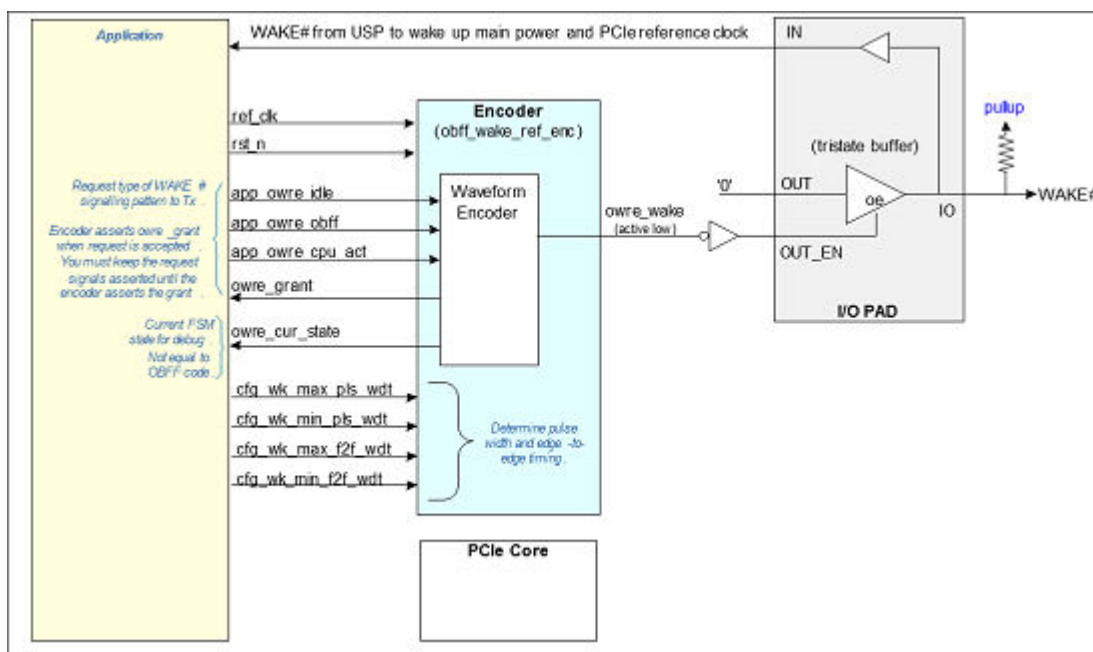 Application
WAKE# from USP to wake up main power and PCIe reference clock
IN
ref_clk
rst_n
Encoder
(obff_wake_ref_enc)
pullup
(tristate buffer)
Request type of WAKE #
signalling pattern to Tx .
Encoder asserts owre _grant
when request is accepted .
You must keep the request
signals asserted until the
encoder asserts the grant .
app_owre_idle
app_owre_obff
app_owre_cpu_act
owre_grant
Waveform
Encoder
owre_wake
(active low)
'0'
OUT
oe
IO
WAKE#
OUT_EN
I/O PAD
Current FSM
state for debug .
Not equal to
OBFF code .
owre_cur_state
cfg_wk_max_pls_wdt
cfg_wk_min_pls_wdt
cfg_wk_max_f2f_wdt
cfg_wk_min_f2f_wdt
Determine pulse
width and edge -to-
edge timing .
PCIe Core